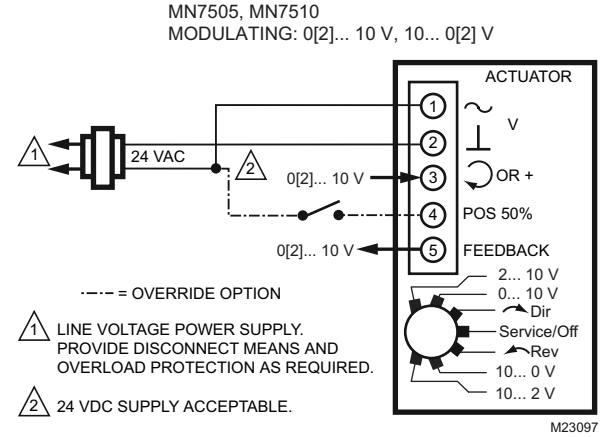 MN7505, MN7510
MODULATING: 0[2]... 10 V, 10... 0[2] V
ACTUATOR
1
V
2
1
24 VAC
2
0[2]... 10 V
3
OR +
4
POS 50%
0[2]... 10 V
5
FEEDBACK
= OVERRIDE OPTION
2... 10 V
0... 10 V
Dir
Service/Off
Rev
10... 0 V
10... 2 V
1 LINE VOLTAGE POWER SUPPLY.
PROVIDE DISCONNECT MEANS AND
OVERLOAD PROTECTION AS REQUIRED.
2 24 VDC SUPPLY ACCEPTABLE.
M23097